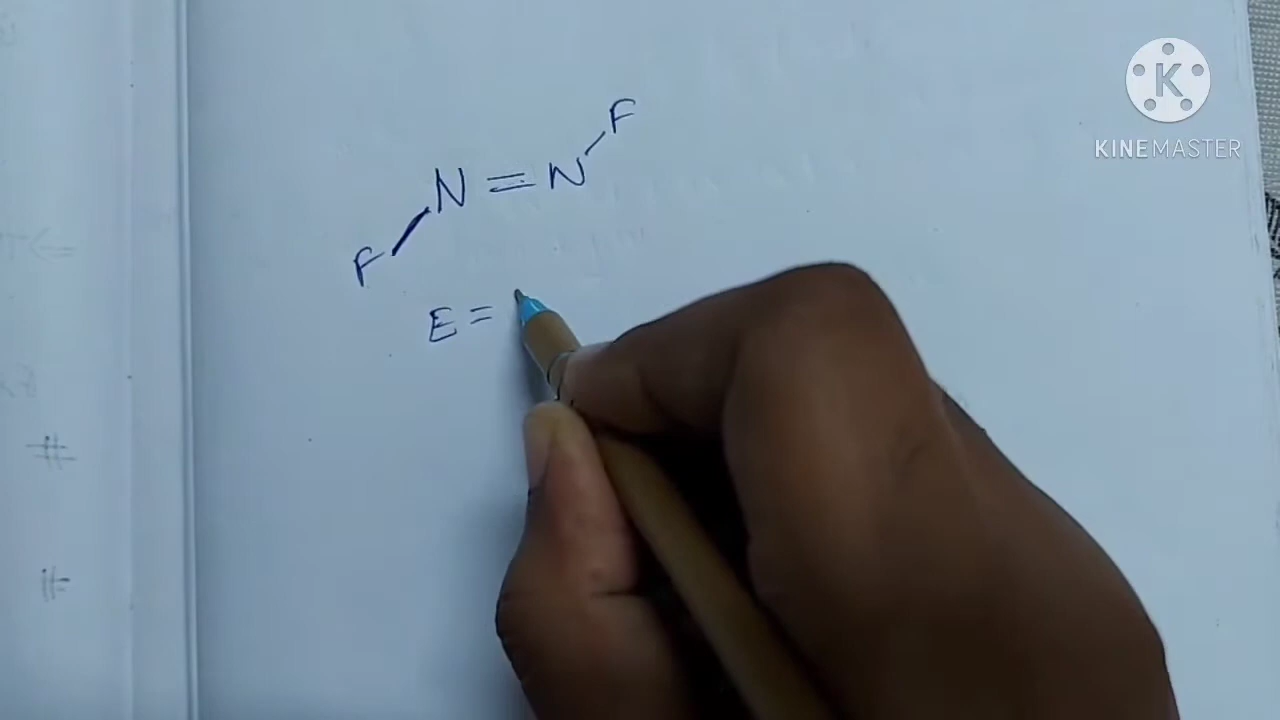 F
N = N
F
E =
K
KINEMASTER
#
#